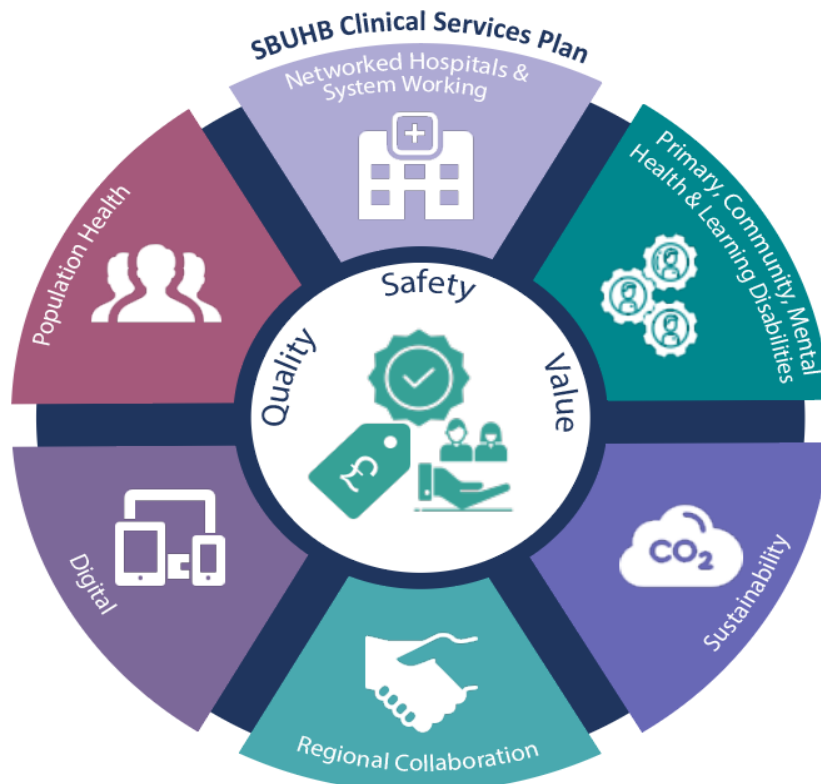 SBUHB Clinical Services Plan
Networked Hospitals &
System Working
Primary, Community, Mental
Health & Learning Disabilities
Sustainability
CO₂
Regional Collaboration
Digital
Population Health
Quality
Safety
Value
£